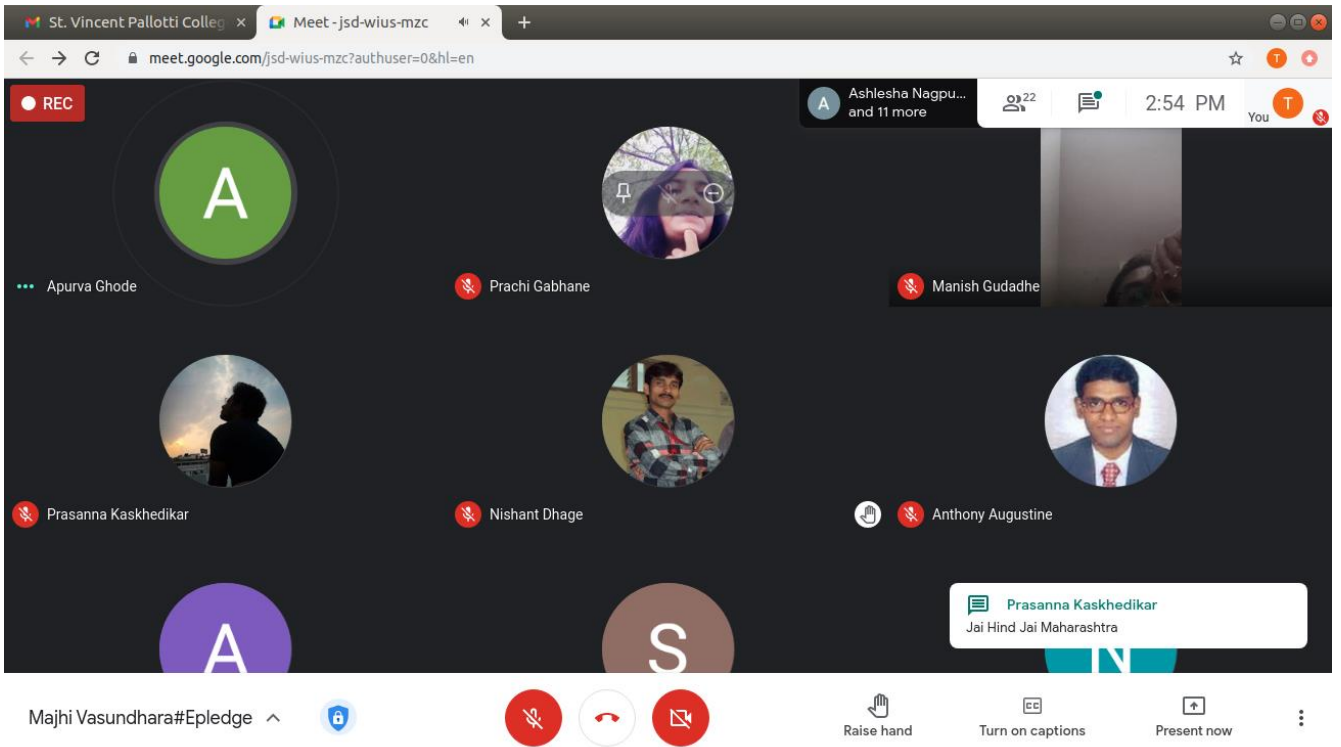 St. Vincent Pallotti Colleg
Meet - jsd-wius-mzc
meet.google.com/jsd-wius-mzc?authuser=0&hl=en
T
REC
A
Ashlesha Nagpu...
and 11 more
22
2:54 PM
You
T
A
Apurva Ghode
Prachi Gabhane
Manish Gudadhe
Prasanna Kaskhedikar
Nishant Dhage
Anthony Augustine
A
S
N
Prasanna Kaskhedikar
Jai Hind Jai Maharashtra
Majhi Vasundhara#Epledge
Raise hand
CC
Turn on captions
Present now